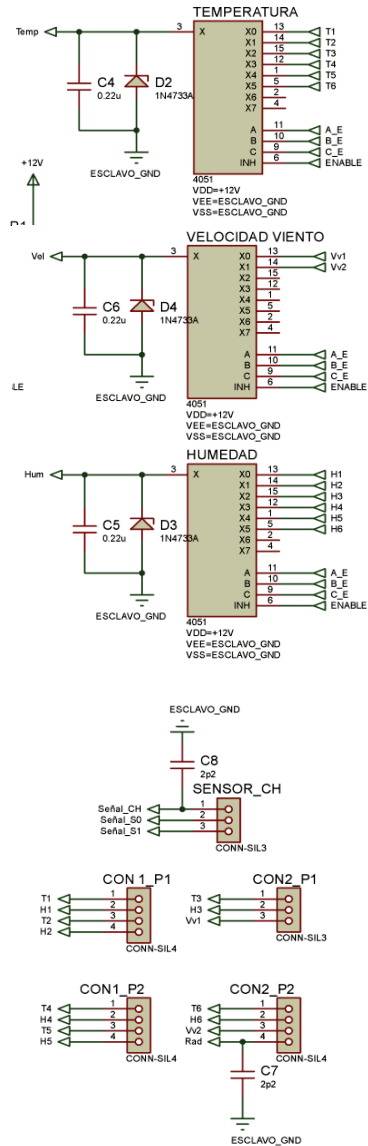 TEMPERATURA
Temp
3
X
X0
13
T1
X1
14
T2
X2
15
T3
X3
12
T4
X4
1
T5
X5
5
T6
X6
2
X7
4
C4
0.22u
D2
1N4733A
A
11
A_E
B
10
B_E
C
9
C_E
INH
6
ENABLE
ESCLAVO_GND
4051
VDD=+12V
VEE=ESCLAVO_GND
VSS=ESCLAVO_GND
+12V
VELOCIDAD VIENTO
Vel
3
X
X0
13
Vv1
X1
14
Vv2
X2
15
X3
12
X4
1
X5
5
X6
2
X7
4
C6
0.22u
D4
1N4733A
A
11
A_E
B
10
B_E
C
9
C_E
INH
6
ENABLE
LE
ESCLAVO_GND
4051
VDD=+12V
VEE=ESCLAVO_GND
VSS=ESCLAVO_GND
HUMEDAD
Hum
3
X
X0
13
H1
X1
14
H2
X2
15
H3
X3
12
H4
X4
1
H5
X5
5
H6
X6
2
X7
4
C5
0.22u
D3
1N4733A
A
11
A_E
B
10
B_E
C
9
C_E
INH
6
ENABLE
ESCLAVO_GND
4051
VDD=+12V
VEE=ESCLAVO_GND
VSS=ESCLAVO_GND
ESCLAVO_GND
C8
2p2
SENSOR_CH
Señal_CH
1
Señal_S0
2
Señal_S1
3
CONN-SIL3
CON1_P1
T1
1
H1
2
T2
3
H2
4
CONN-SIL4
CON2_P1
T3
1
H3
2
Vv1
3
CONN-SIL3
CON1_P2
T4
1
H4
2
T5
3
H5
4
CONN-SIL4
CON2_P2
T6
1
H6
2
Vv2
3
Rad
4
CONN-SIL4
C7
2p2
ESCLAVO_GND